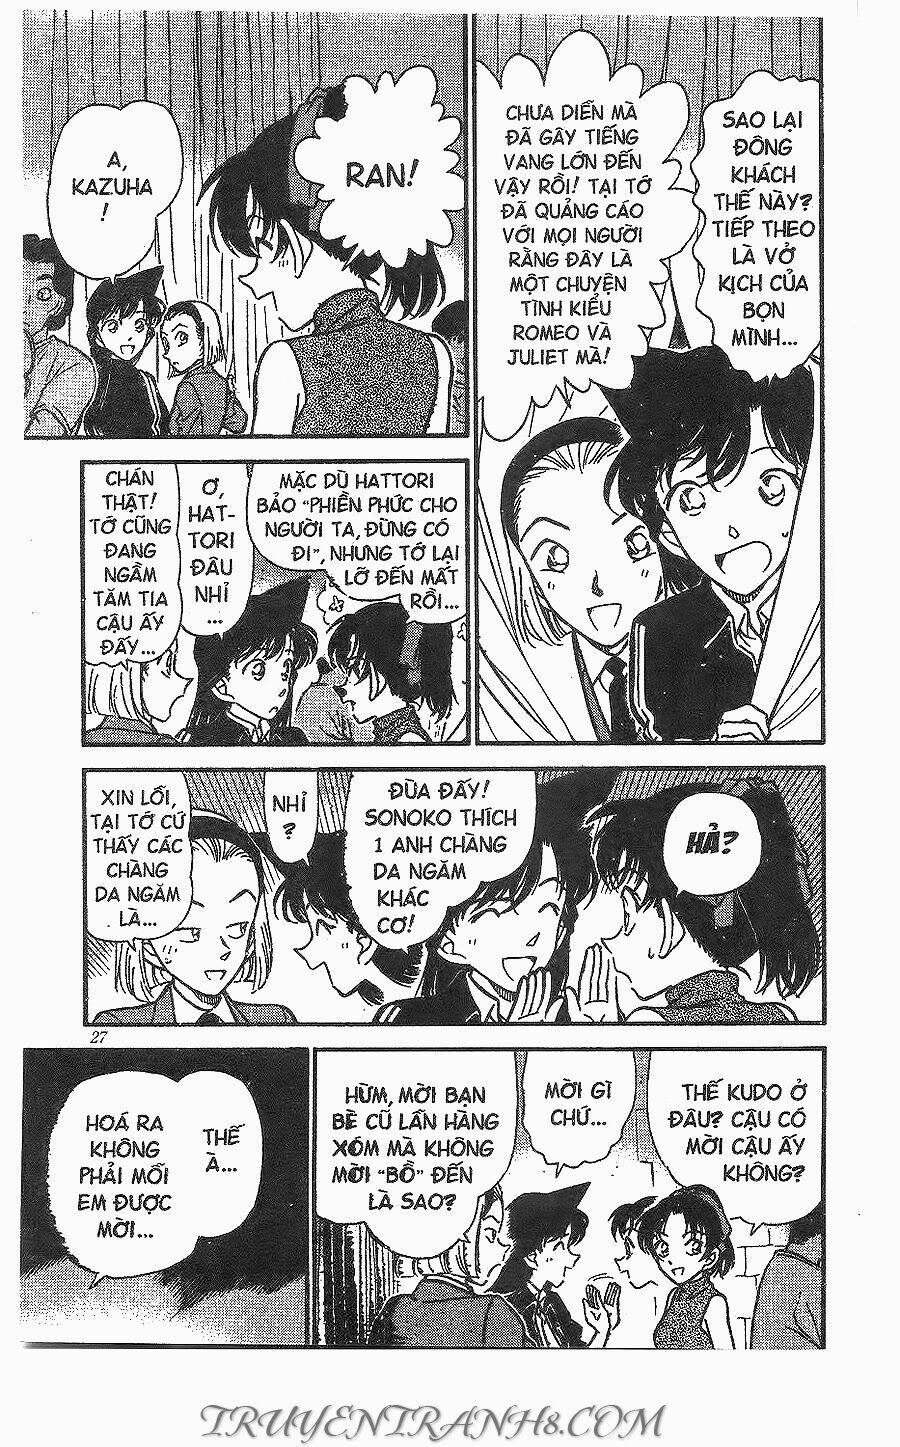 SAO LẠI
ĐÔNG
KHÁCH
THẾ NÀY?
TIẾP THEO
LÀ VỞ
KỊCH CỦA
BỌN
MÌNH...
CHƯA DIỄN MÀ
ĐÃ GÂY TIẾNG
VANG LỚN ĐẾN
VẬY RỒI! TẠI TỚ
ĐÃ QUẢNG CÁO
VỚI MỌI NGƯỜI
RẰNG ĐÂY LÀ
MỘT CHUYỆN
TÌNH KIỂU
ROMEO VÀ
JULIET MÀ!
RAN!
A,
KAZUHA
!
MẶC DÙ HATTORI
BẢO "PHIỀN PHỨC CHO
NGƯỜI TA, ĐỪNG CÓ
ĐI", NHƯNG TỚ LẠI
LỠ ĐẾN MẤT
RỒI...
Ơ,
HAT-
TORI
ĐÂU
NHỈ
...
CHÁN
THẬT!
TỚ CŨNG
ĐANG
NGẦM
TĂM TIA
CẬU ẤY
ĐẤY...
HẢ?
ĐÙA ĐẤY!
SONOKO THÍCH
1 ANH CHÀNG
DA NGĂM
KHÁC
CƠ!
NHỈ
?
XIN LỐI,
TẠI TỚ CỨ
THẤY CÁC
CHÀNG
DA NGĂM
LÀ...
27
THẾ KUDO Ở
ĐÂU? CẬU CÓ
MỜI CẬU ẤY
KHÔNG?
MỜI GÌ
CHỨ...
HỪM, MỜI BẠN
BÈ CŨ LẪN HÀNG
XÓM MÀ KHÔNG
MỜI "BỒ" ĐẾN
LÀ SAO?
THẾ
À...
HOÁ RA
KHÔNG
PHẢI MỐI
EM ĐƯỢC
MỜI...
TRUYENTRANH8.COM